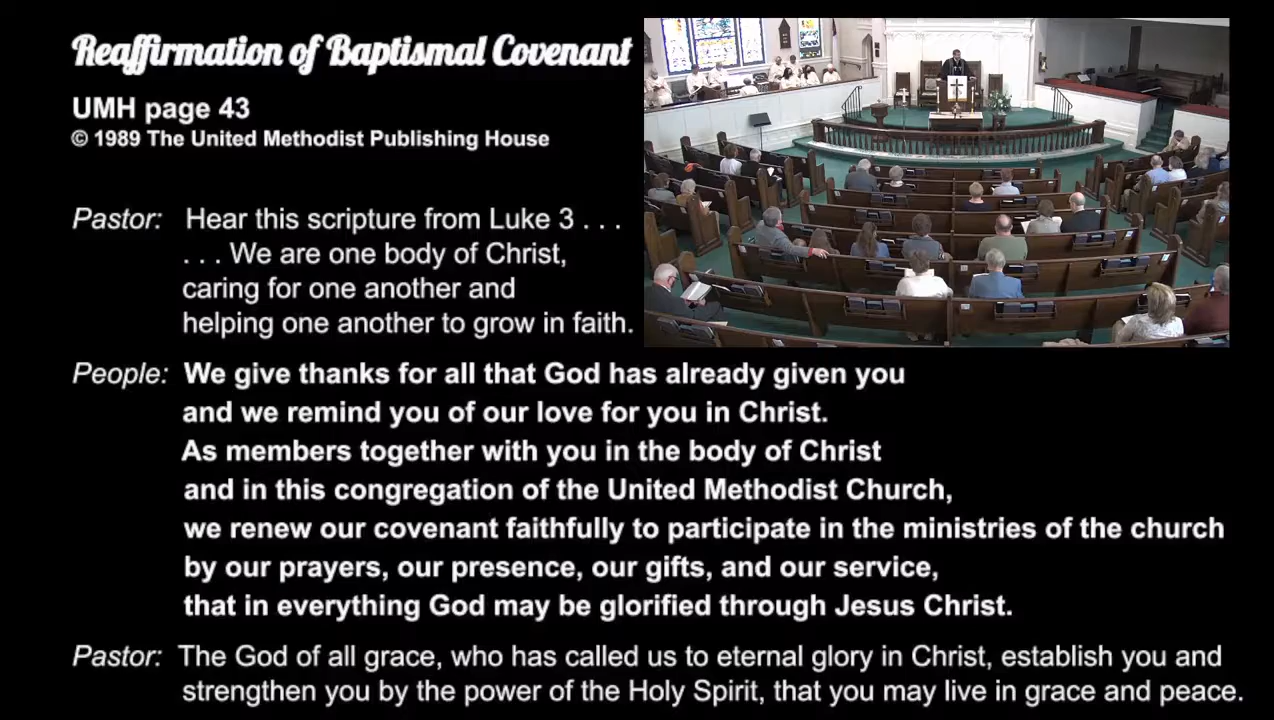 Reaffirmation of Baptismal Covenant
UMH page 43
© 1989 The United Methodist Publishing House
Pastor: Hear this scripture from Luke 3 . . .
. . . We are one body of Christ,
caring for one another and
helping one another to grow in faith.
People: We give thanks for all that God has already given you
and we remind you of our love for you in Christ.
As members together with you in the body of Christ
and in this congregation of the United Methodist Church,
we renew our covenant faithfully to participate in the ministries of the church
by our prayers, our presence, our gifts, and our service,
that in everything God may be glorified through Jesus Christ.
Pastor: The God of all grace, who has called us to eternal glory in Christ, establish you and
strengthen you by the power of the Holy Spirit, that you may live in grace and peace.